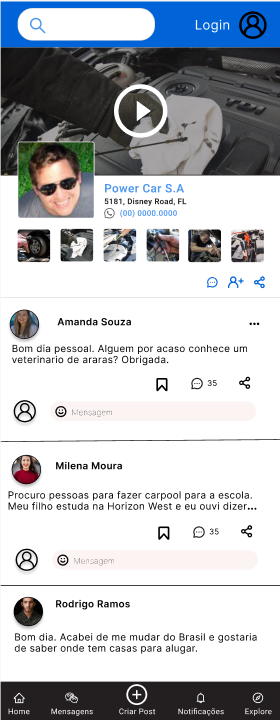 Login
Power Car S.A
5181, Disney Road, FL
(00) 0000.0000
Amanda Souza
Bom dia pessoal. Alguem por acaso conhece um
veterinario de araras? Obrigada.
35
Mensagem
Milena Moura
Procuro pessoas para fazer carpool para a escola.
Meu filho estuda na Horizon West e eu ouvi dizer...
35
Mensagem
Rodrigo Ramos
Bom dia. Acabei de me mudar do Brasil e gostaria
de saber onde tem casas para alugar.
Home
Mensagens
Criar Post
Notificações
Explore